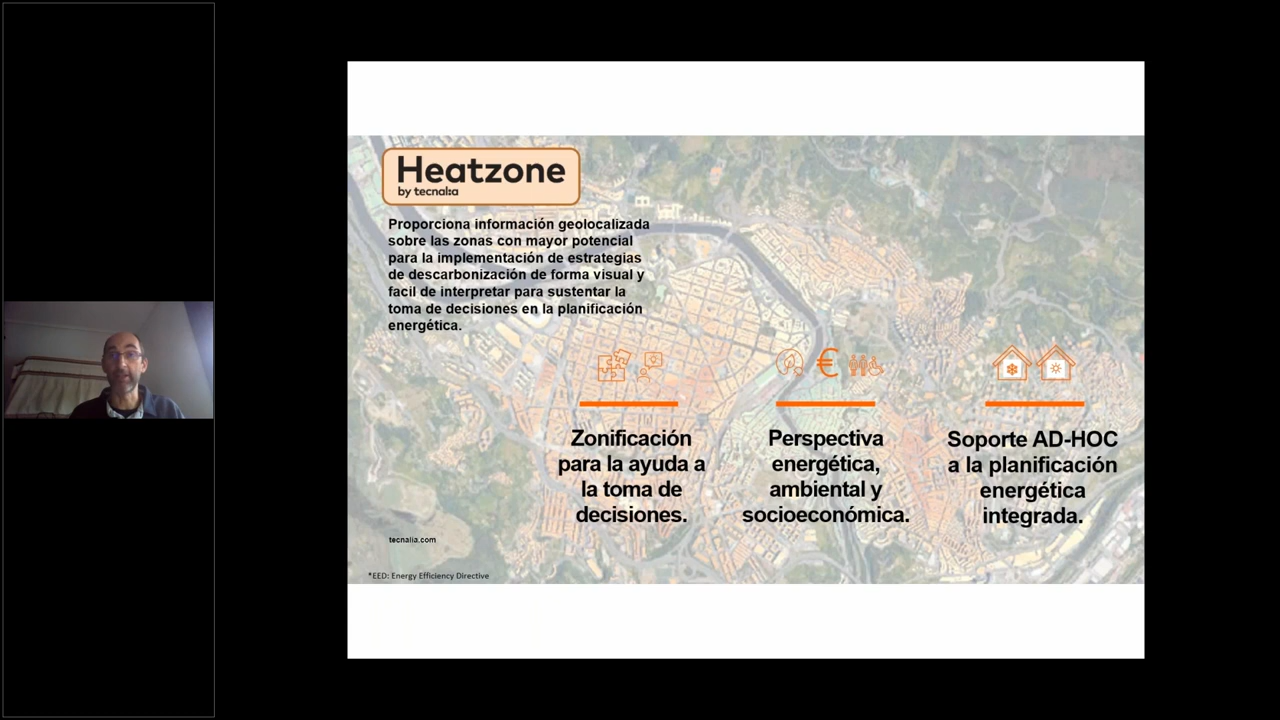 Heatzone
by tecnalia
Proporciona información geolocalizada
sobre las zonas con mayor potencial
para la implementación de estrategias
de descarbonización de forma visual y
facil de interpretar para sustentar la
toma de decisiones en la planificación
energética.
€
Zonificación
para la ayuda a
la toma de
decisiones.
Perspectiva
energética,
ambiental y
socioeconómica.
Soporte AD-HOC
a la planificación
energética
integrada.
tecnalia.com
*EED: Energy Efficiency Directive